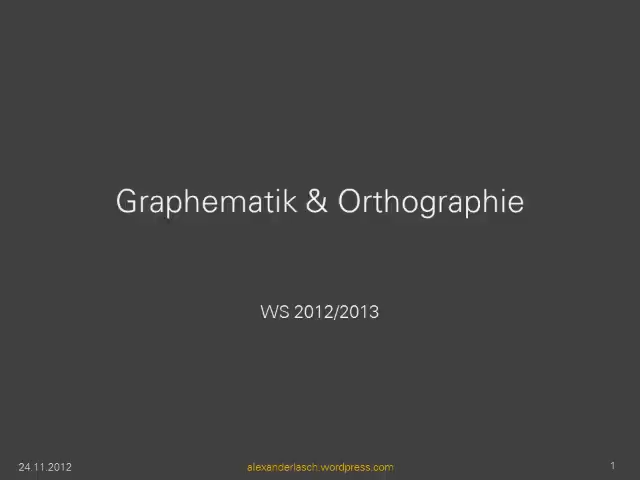 Graphematik & Orthographie
WS 2012/2013
24.11.2012
alexanderlasch.wordpress.com
1